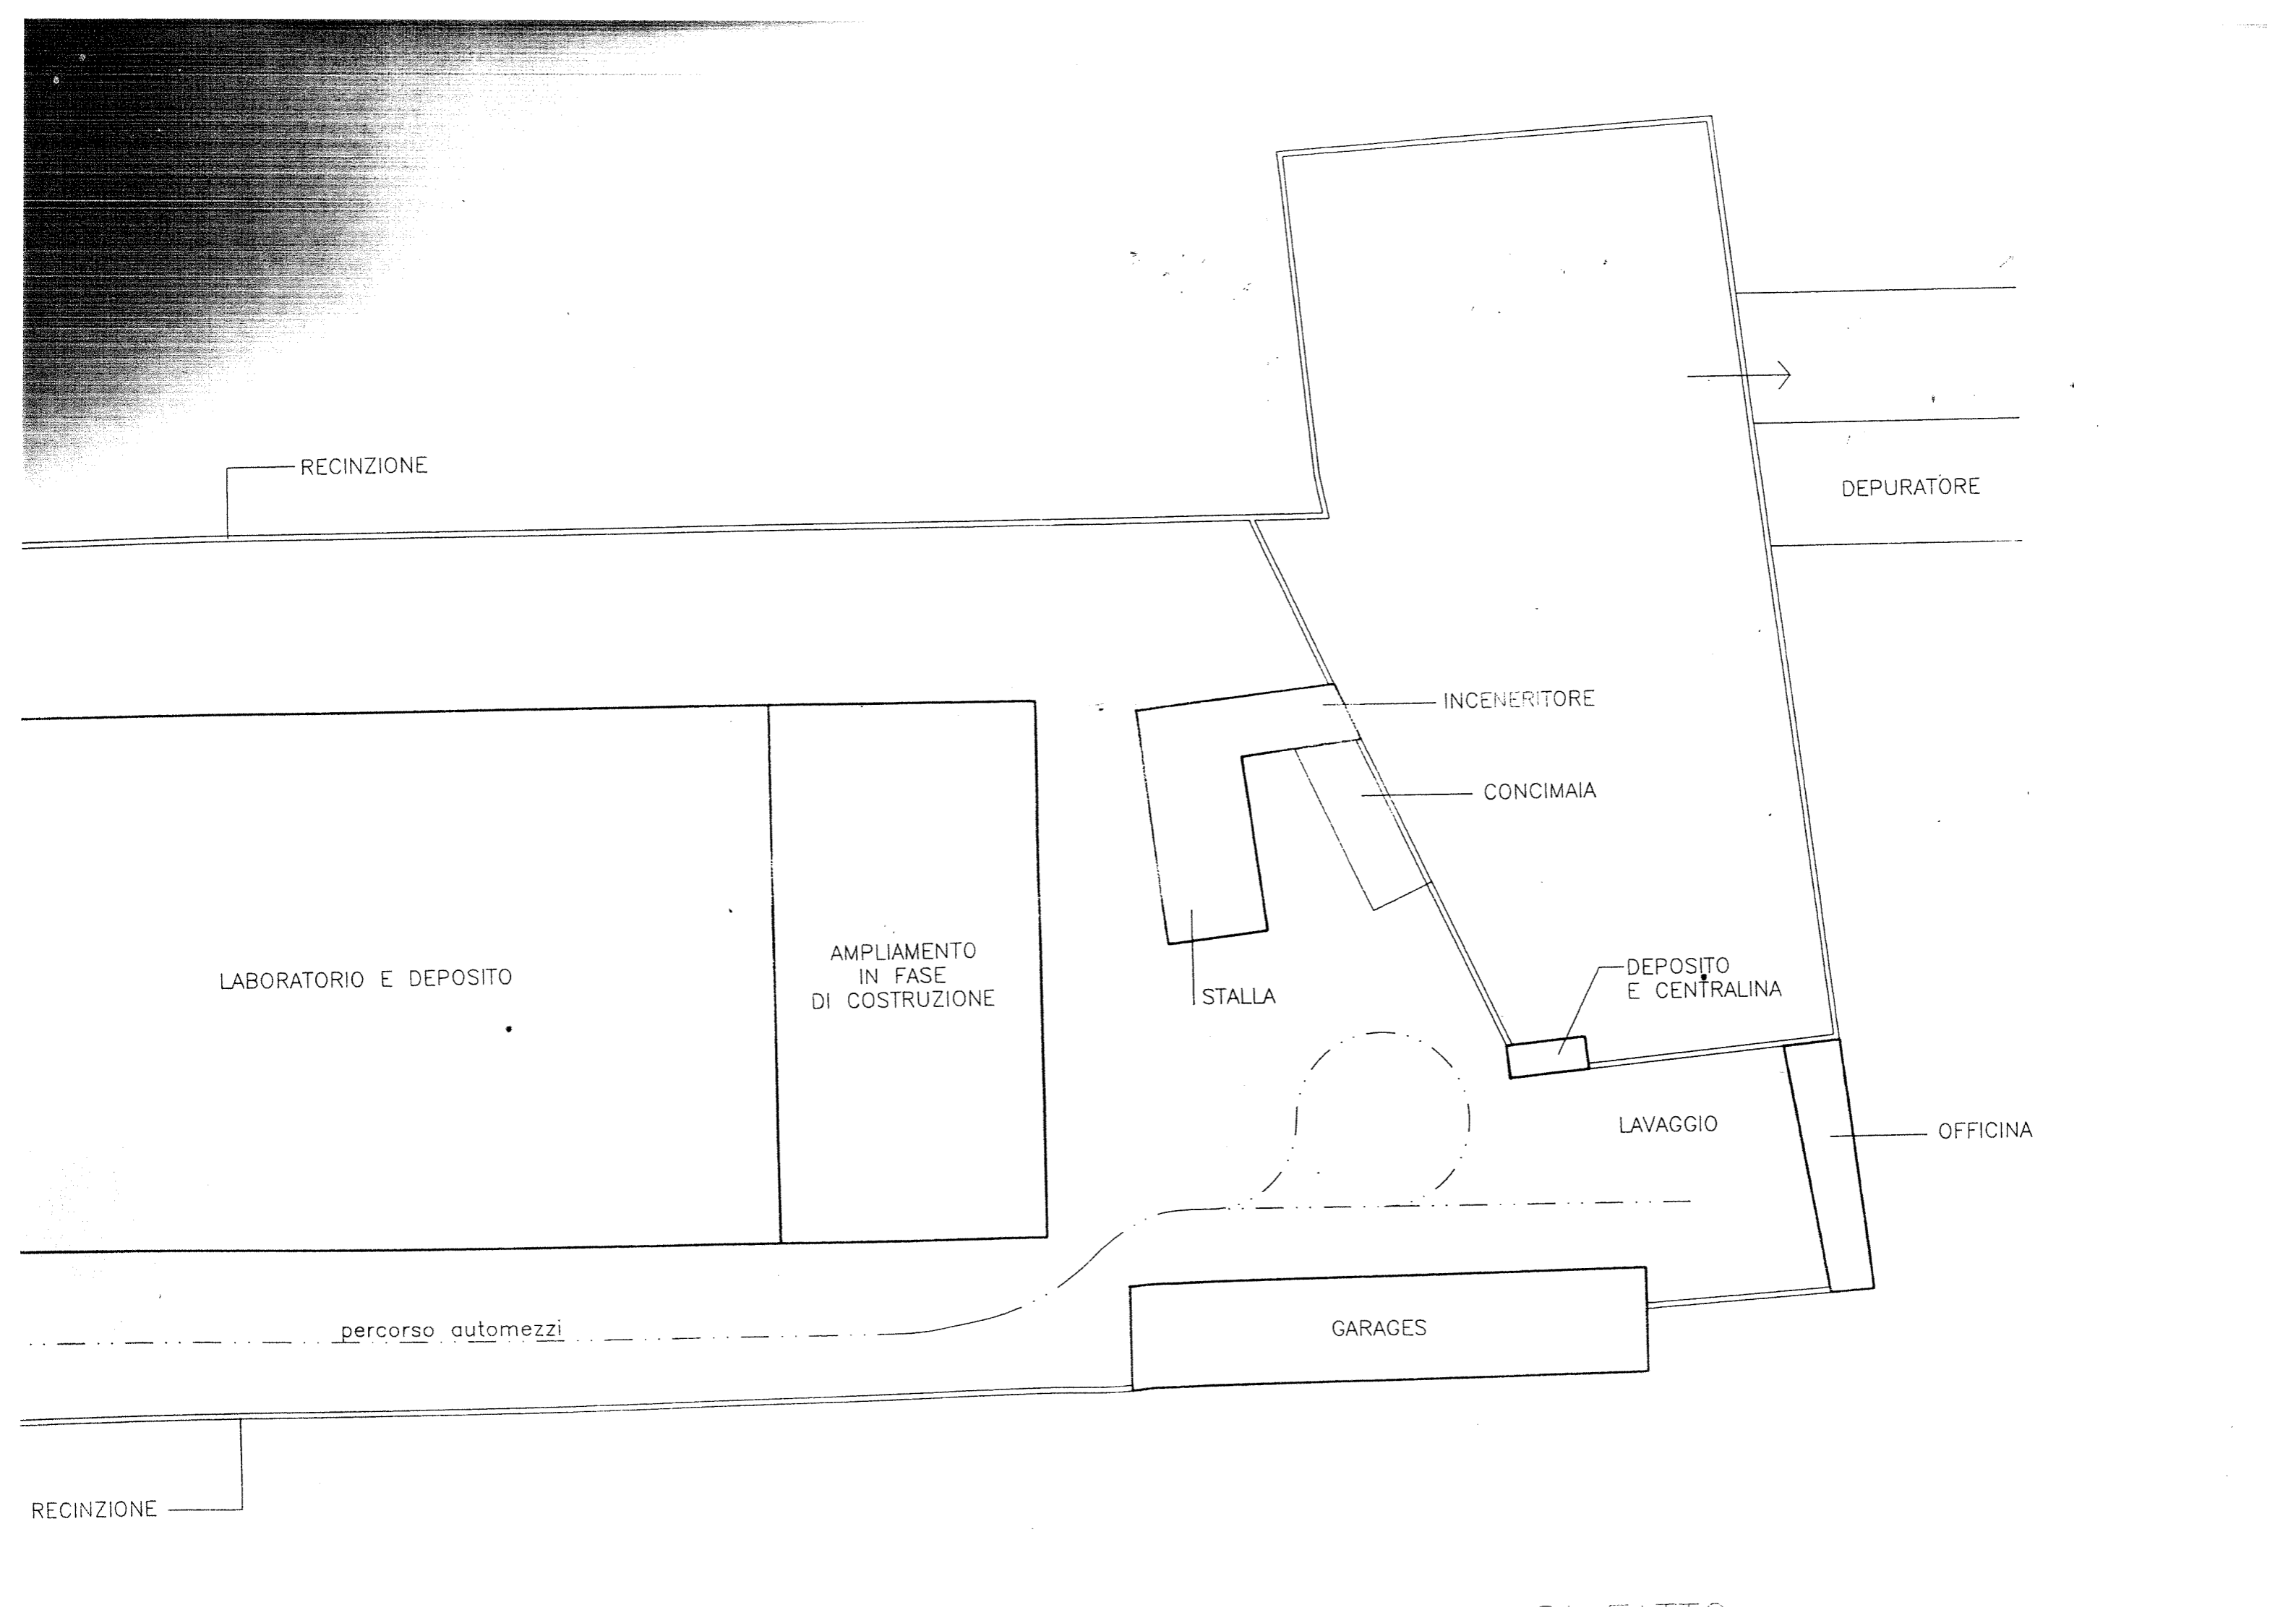 RECINZIONE
DEPURATORE
INCENERITORE
CONCIMAIA
AMPLIAMENTO
IN FASE
DI COSTRUZIONE
LABORATORIO E DEPOSITO
STALLA
DEPOSITO
E CENTRALINA
LAVAGGIO
OFFICINA
percorso automezzi
GARAGES
RECINZIONE